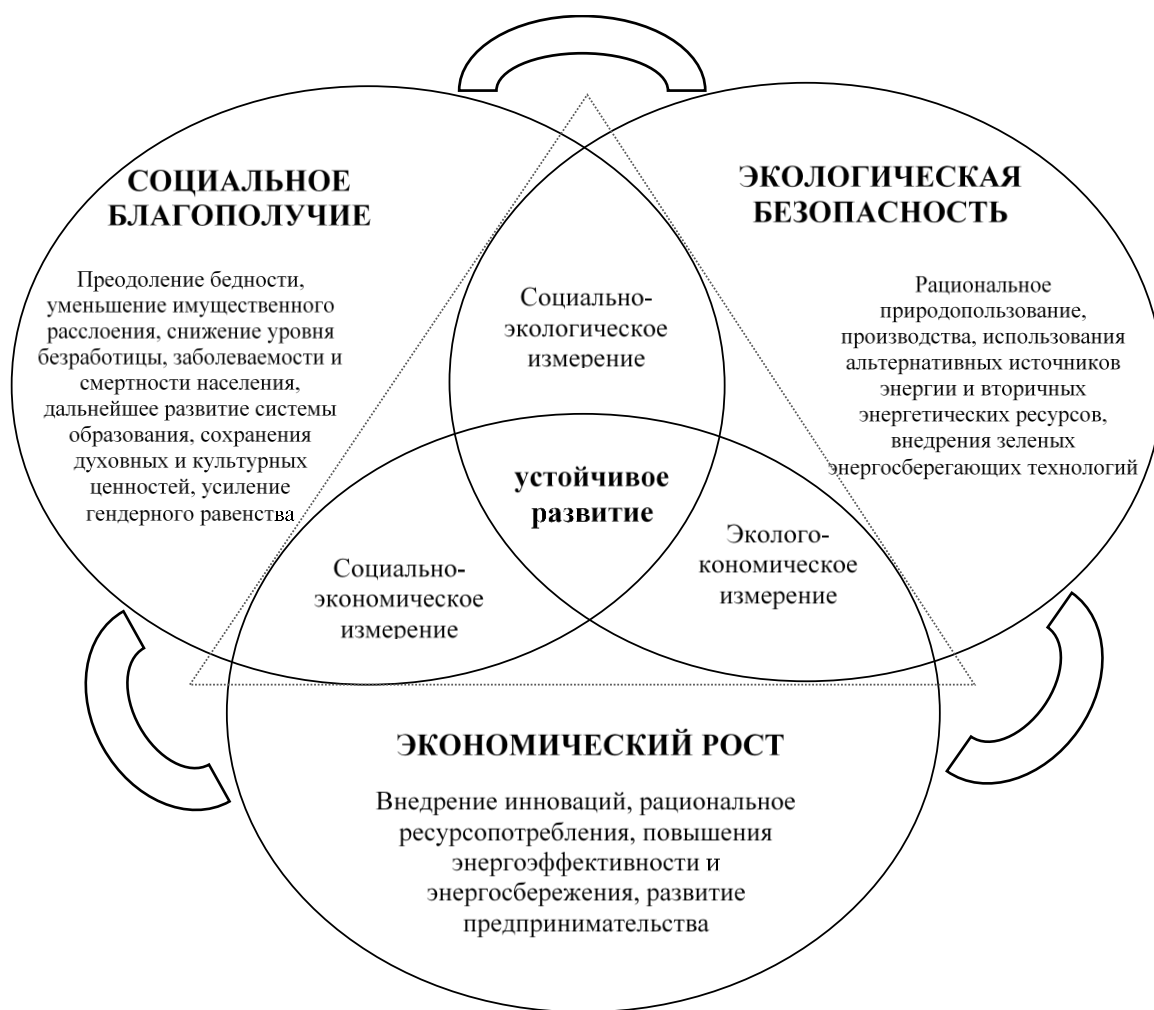 СОЦИАЛЬНОЕ
БЛАГОПОЛУЧИЕ
Преодоление бедности,
уменьшение имущественного
расслоения, снижение уровня
безработицы, заболеваемости и
смертности населения,
дальнейшее развитие системы
образования, сохранения
духовных и культурных
ценностей, усиление
гендерного равенства
ЭКОЛОГИЧЕСКАЯ
БЕЗОПАСНОСТЬ
Рациональное
природопользование,
производства, использования
альтернативных источников
энергии и вторичных
энергетических ресурсов,
внедрения зеленых
энергосберегающих технологий
Социально-
экологическое
измерение
устойчивое
развитие
Социально-
экономическое
измерение
Эколого-
кономическое
измерение
ЭКОНОМИЧЕСКИЙ РОСТ
Внедрение инноваций, рациональное
ресурсопотребления, повышения
энергоэффективности и
энергосбережения, развитие
предпринимательства